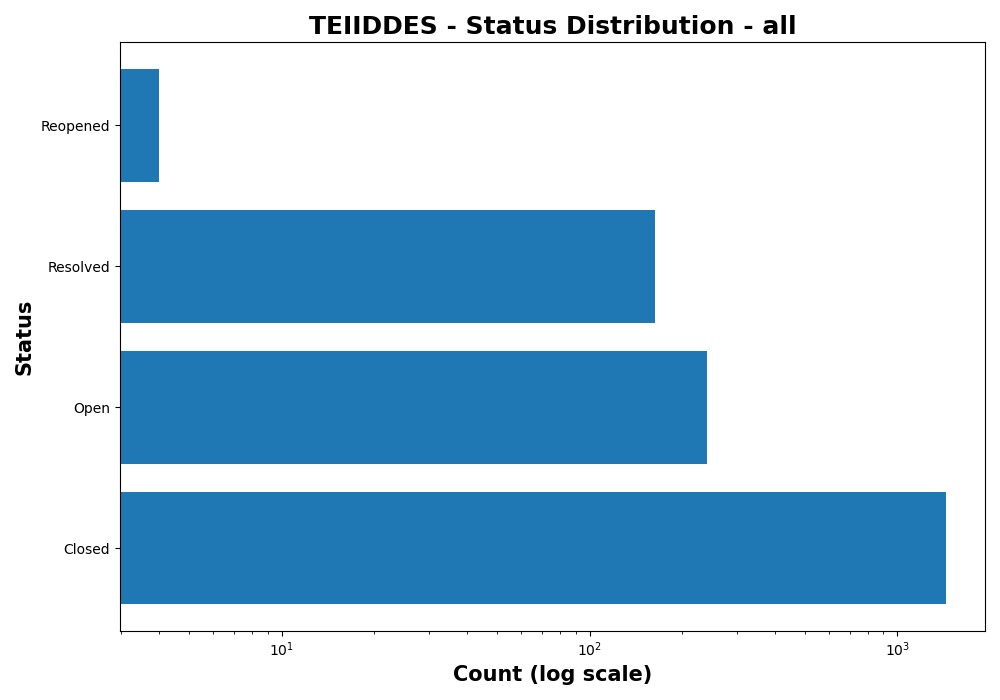 TEIIDDES - Status Distribution - all
Status
Reopened
Resolved
Open
Closed
10¹ 10² 10³
Count (log scale)